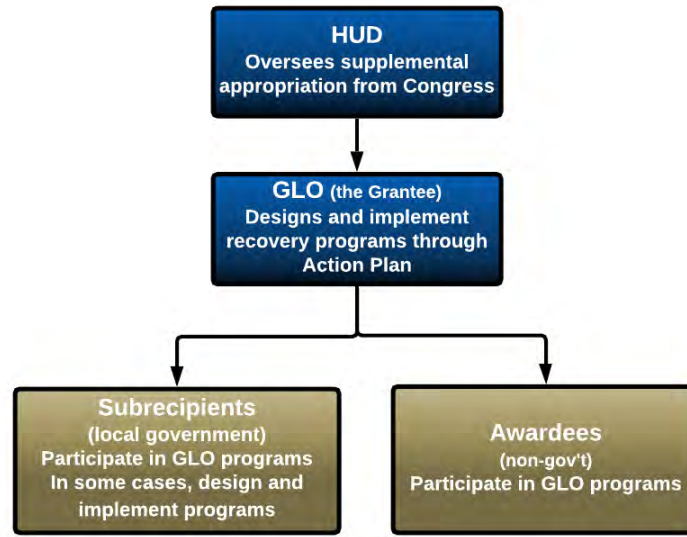 HUD
Oversees supplemental
appropriation from Congress
GLO (the Grantee)
Designs and implement
recovery programs through
Action Plan
Subrecipients
(local government)
Participate in GLO programs
In some cases, design and
implement programs
Awardees
(non-gov't)
Participate in GLO programs